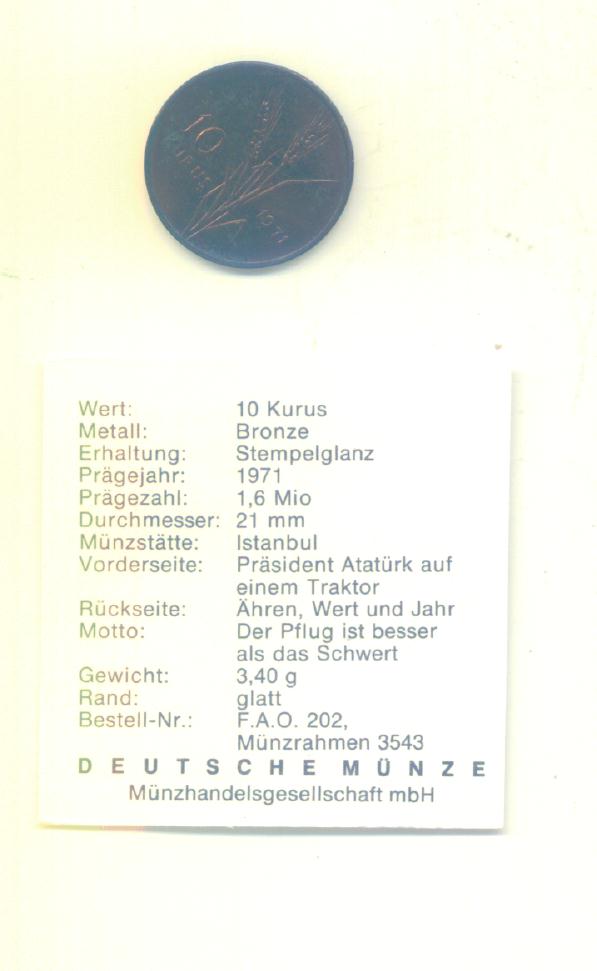 10
KURUS
1971
Wert: 10 Kurus
Metall: Bronze
Erhaltung: Stempelglanz
Prägejahr: 1971
Prägezahl: 1,6 Mio
Durchmesser: 21 mm
Münzstätte: Istanbul
Vorderseite: Präsident Atatürk auf
einem Traktor
Rückseite: Ähren, Wert und Jahr
Motto: Der Pflug ist besser
als das Schwert
Gewicht: 3,40 g
Rand: glatt
Bestell-Nr.: F.A.O. 202,
Münzrahmen 3543
DEUTSCHE MÜNZE
Münzhandelsgesellschaft mbH